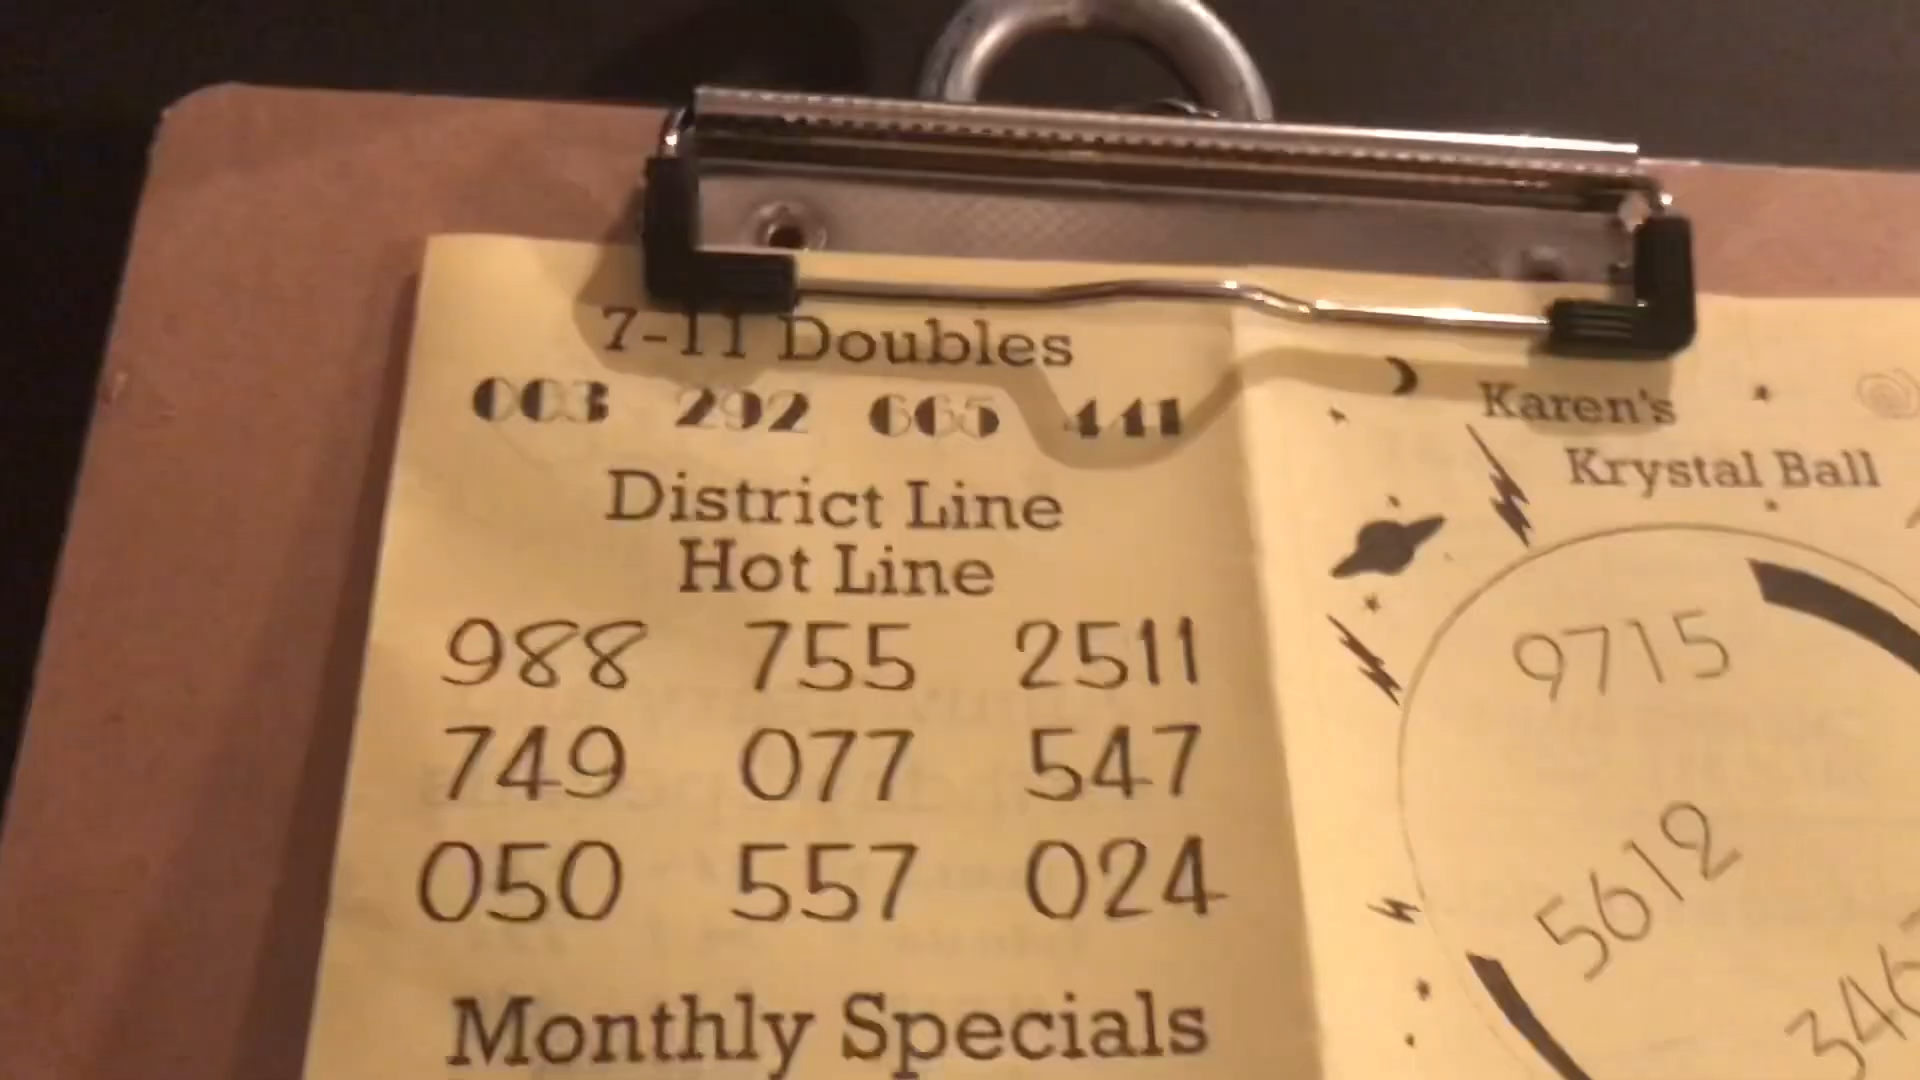 7-11 Doubles
003 292 665 441
District Line
Hot Line
988 755 2511
749 077 547
050 557 024
Monthly Specials
Karen's
Krystal Ball
9715
5612